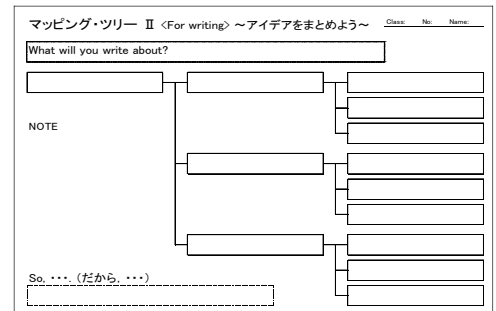 マッピング・ツリー Ⅱ <For writing> ~アイデアをまとめよう~ Class: No: Name:
What will you write about?
NOTE
So, ・・・. (だから, ・・・)